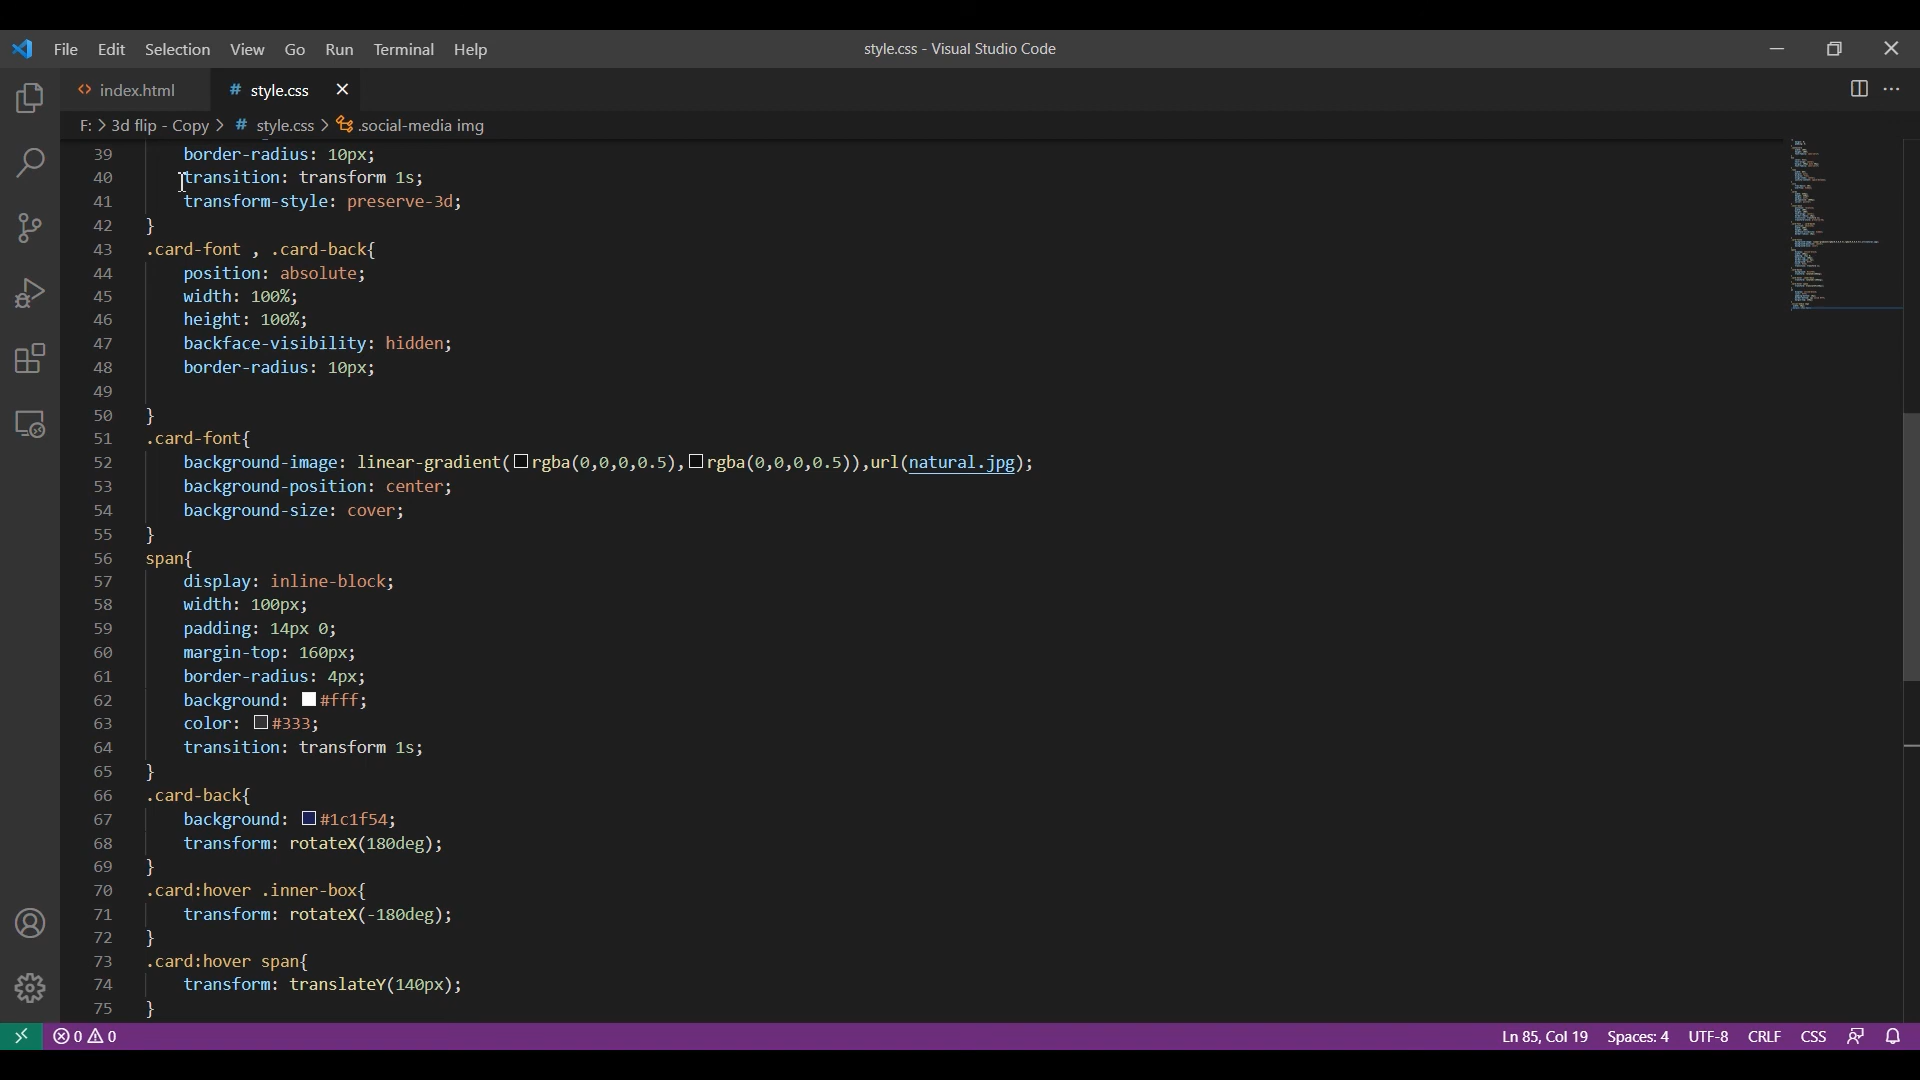 File Edit Selection View Go Run Terminal Help style.css - Visual Studio Code
index.html # style.css
F: > 3d flip - Copy > # style.css > .social-media img
39 border-radius: 10px;
40 transition: transform 1s;
41 transform-style: preserve-3d;
42 }
43 .card-font , .card-back{
44 position: absolute;
45 width: 100%;
46 height: 100%;
47 backface-visibility: hidden;
48 border-radius: 10px;
49
50 }
51 .card-font{
52 background-image: linear-gradient(rgba(0,0,0,0.5),rgba(0,0,0,0.5)),url(natural.jpg);
53 background-position: center;
54 background-size: cover;
55 }
56 span{
57 display: inline-block;
58 width: 100px;
59 padding: 14px 0;
60 margin-top: 160px;
61 border-radius: 4px;
62 background: #fff;
63 color: #333;
64 transition: transform 1s;
65 }
66 .card-back{
67 background: #1c1f54;
68 transform: rotateX(180deg);
69 }
70 .card:hover .inner-box{
71 transform: rotateX(-180deg);
72 }
73 .card:hover span{
74 transform: translateY(140px);
75 }
0 0 Ln 85, Col 19 Spaces: 4 UTF-8 CRLF CSS